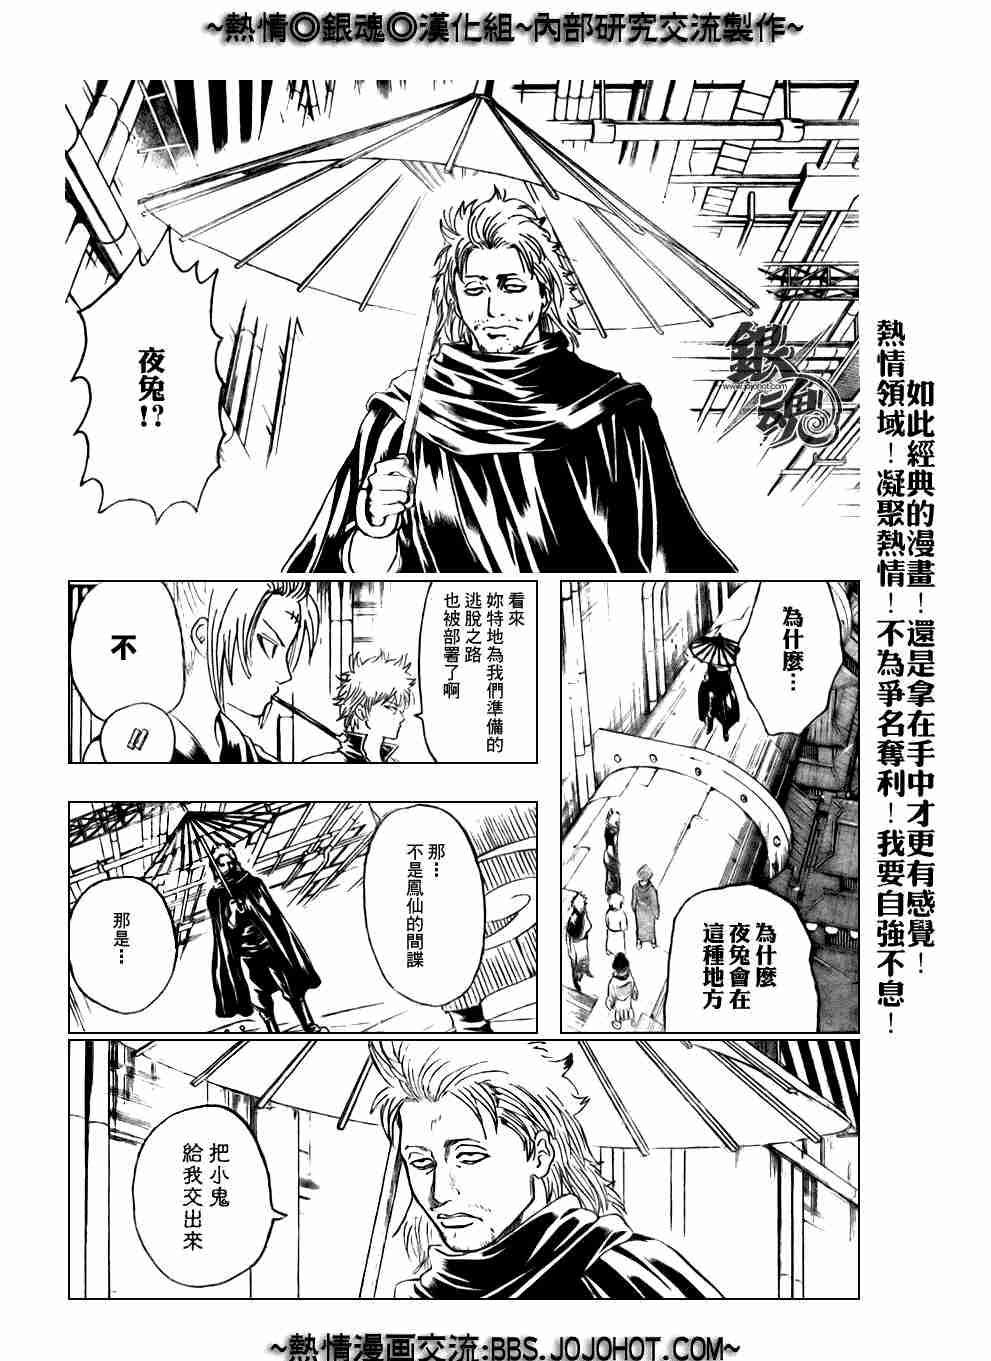 ~熱情◎銀魂◎漢化組~內部研究交流製作~
夜兔!?
銀魂
www.jojohot.com
如此經典的漫畫！還是拿在手中才更有感覺！
熱情領域！凝聚熱情！不為爭名奪利！我要自強不息！
為什麼…
為什麼
夜兔會在
這種地方
看來
妳特地為我們準備的
逃脫之路
也被部署了啊
不
!!
那…
不是鳳仙的間諜
那是…
把小鬼
給我交出來
~熱情漫画交流:BBS.JOJOHOT.COM~